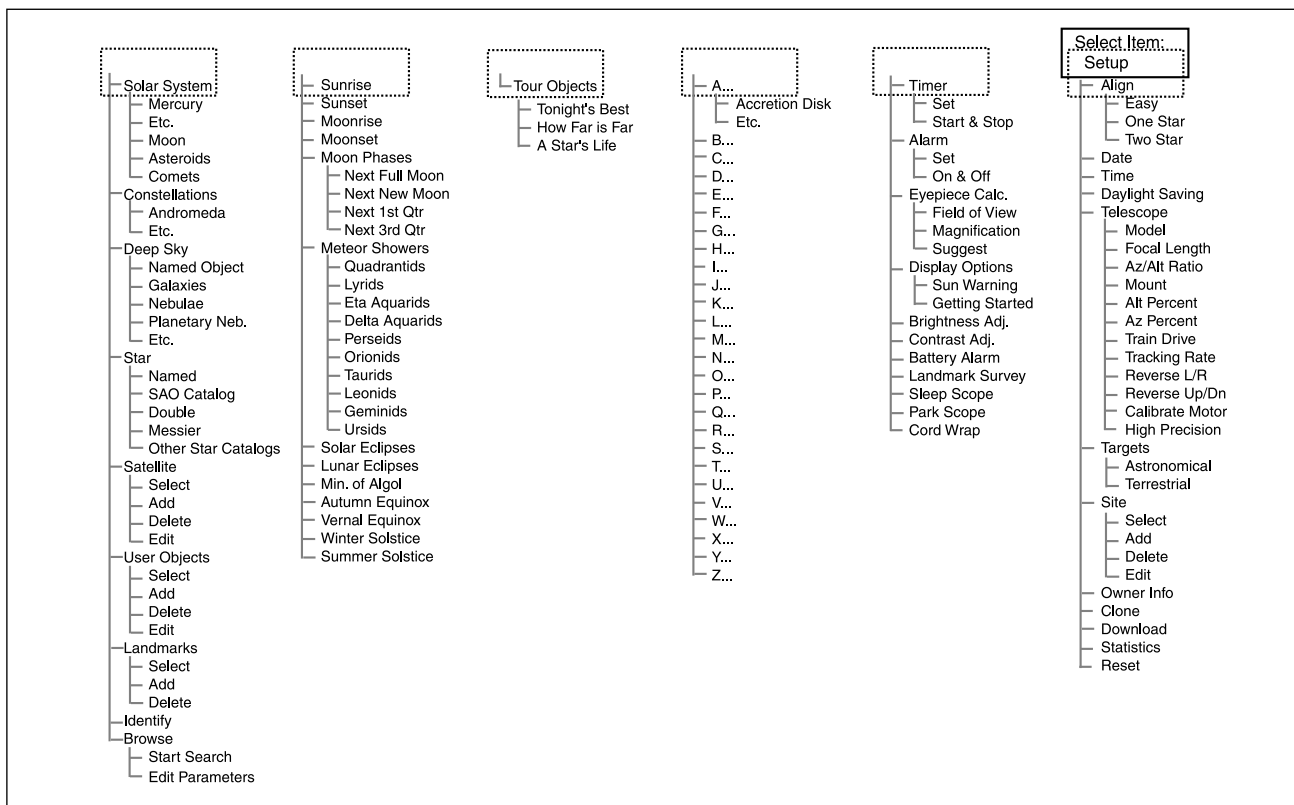 Solar System
Mercury
Etc.
Moon
Asteroids
Comets
Constellations
Andromeda
Etc.
Deep Sky
Named Object
Galaxies
Nebulae
Planetary Neb.
Etc.
Star
Named
SAO Catalog
Double
Messier
Other Star Catalogs
Satellite
Select
Add
Delete
Edit
User Objects
Select
Add
Delete
Edit
Landmarks
Select
Add
Delete
Identify
Browse
Start Search
Edit Parameters
Sunrise
Sunset
Moonrise
Moonset
Moon Phases
Next Full Moon
Next New Moon
Next 1st Qtr
Next 3rd Qtr
Meteor Showers
Quadrantids
Lyrids
Eta Aquarids
Delta Aquarids
Perseids
Orionids
Taurids
Leonids
Geminids
Ursids
Solar Eclipses
Lunar Eclipses
Min. of Algol
Autumn Equinox
Vernal Equinox
Winter Solstice
Summer Solstice
Tour Objects
Tonight's Best
How Far is Far
A Star's Life
A...
Accretion Disk
Etc.
B...
C...
D...
E...
F...
G...
H...
I...
J...
K...
L...
M...
N...
O...
P...
Q...
R...
S...
T...
U...
V...
W...
X...
Y...
Z...
Timer
Set
Start & Stop
Alarm
Set
On & Off
Eyepiece Calc.
Field of View
Magnification
Suggest
Display Options
Sun Warning
Getting Started
Brightness Adj.
Contrast Adj.
Battery Alarm
Landmark Survey
Sleep Scope
Park Scope
Cord Wrap
Select Item:
Setup
Align
Easy
One Star
Two Star
Date
Time
Daylight Saving
Telescope
Model
Focal Length
Az/Alt Ratio
Mount
Alt Percent
Az Percent
Train Drive
Tracking Rate
Reverse L/R
Reverse Up/Dn
Calibrate Motor
High Precision
Targets
Astronomical
Terrestrial
Site
Select
Add
Delete
Edit
Owner Info
Clone
Download
Statistics
Reset